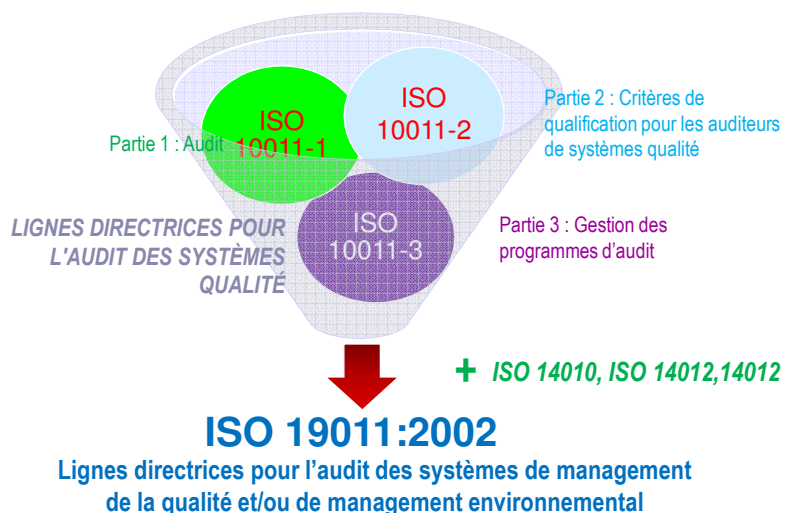 ISO
10011-1
ISO
10011-2
Partie 1 : Audit
Partie 2 : Critères de
qualification pour les auditeurs
de systèmes qualité
ISO
10011-3
LIGNES DIRECTRICES POUR
L'AUDIT DES SYSTÈMES
QUALITÉ
Partie 3 : Gestion des
programmes d’audit
+ ISO 14010, ISO 14012,14012
ISO 19011:2002
Lignes directrices pour l’audit des systèmes de management
de la qualité et/ou de management environnemental